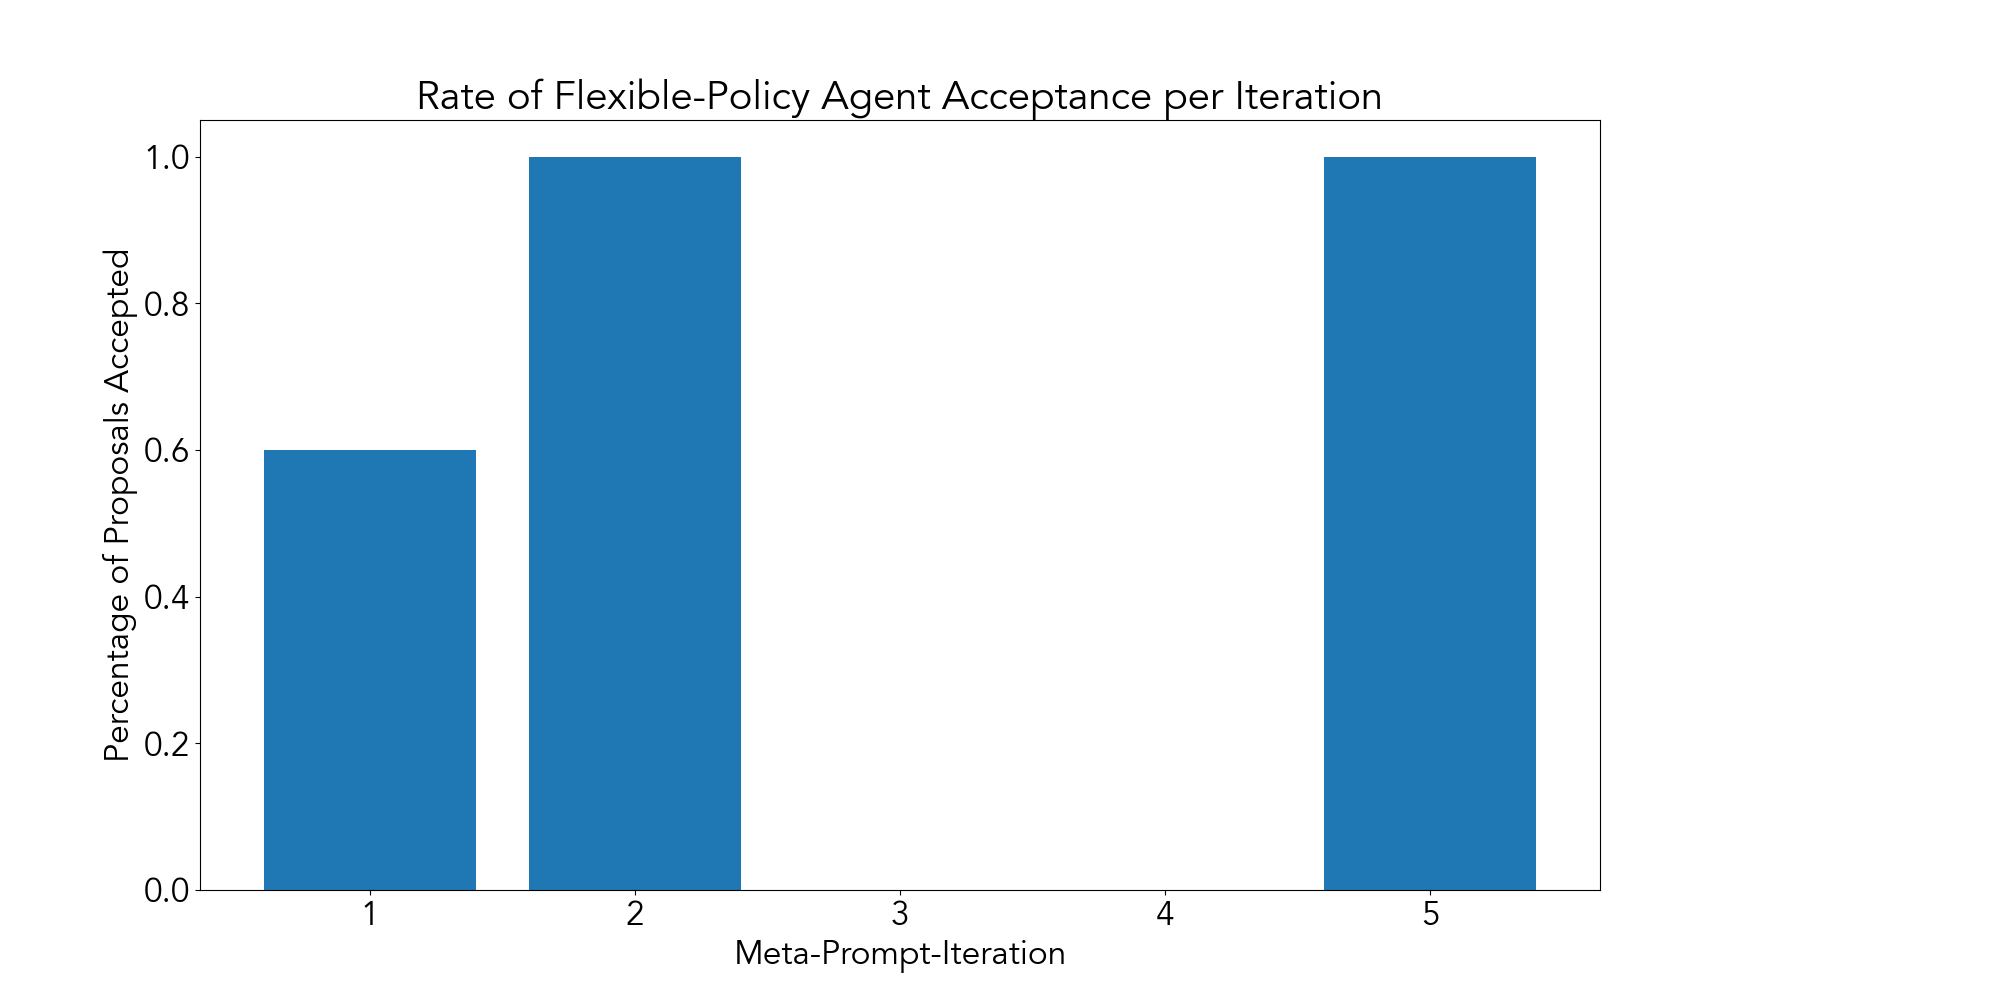 Rate of Flexible-Policy Agent Acceptance per Iteration
Percentage of Proposals Accepted
1.0
0.8
0.6
0.4
0.2
0.0
1 2 3 4 5
Meta-Prompt-Iteration